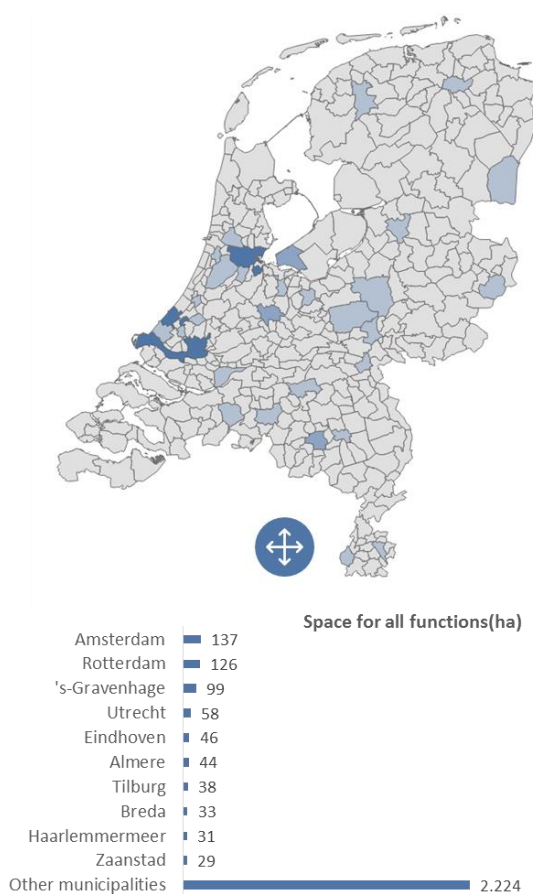 Space for all functions(ha)
Amsterdam 137
Rotterdam 126
's-Gravenhage 99
Utrecht 58
Eindhoven 46
Almere 44
Tilburg 38
Breda 33
Haarlemmermeer 31
Zaanstad 29
Other municipalities 2.224